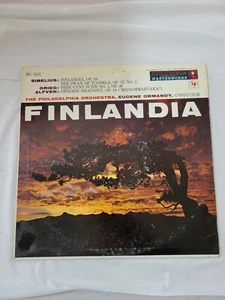 SIBELIUS: FINLANDIA, OP. 26
THE SWAN OF TUONELA, OP. 22, NO. 3
GRIEG: PEER GYNT SUITE NO. 1, OP. 46
ALFVEN: SWEDISH RHAPSODY, OP. 19 ("MIDSOMMARVAKA")
COLUMBIA
MASTERWORKS
THE PHILADELPHIA ORCHESTRA, EUGENE ORMANDY, CONDUCTOR
FINLANDIA